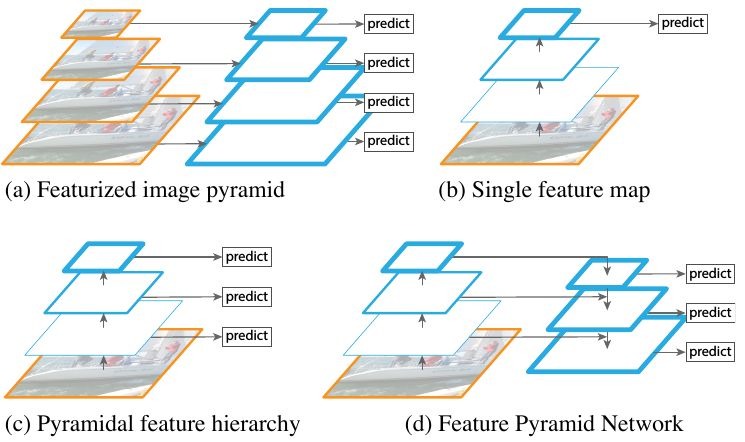 predict
predict
predict
predict
predict
(a) Featurized image pyramid
(b) Single feature map
predict
predict
predict
predict
predict
predict
(c) Pyramidal feature hierarchy
(d) Feature Pyramid Network